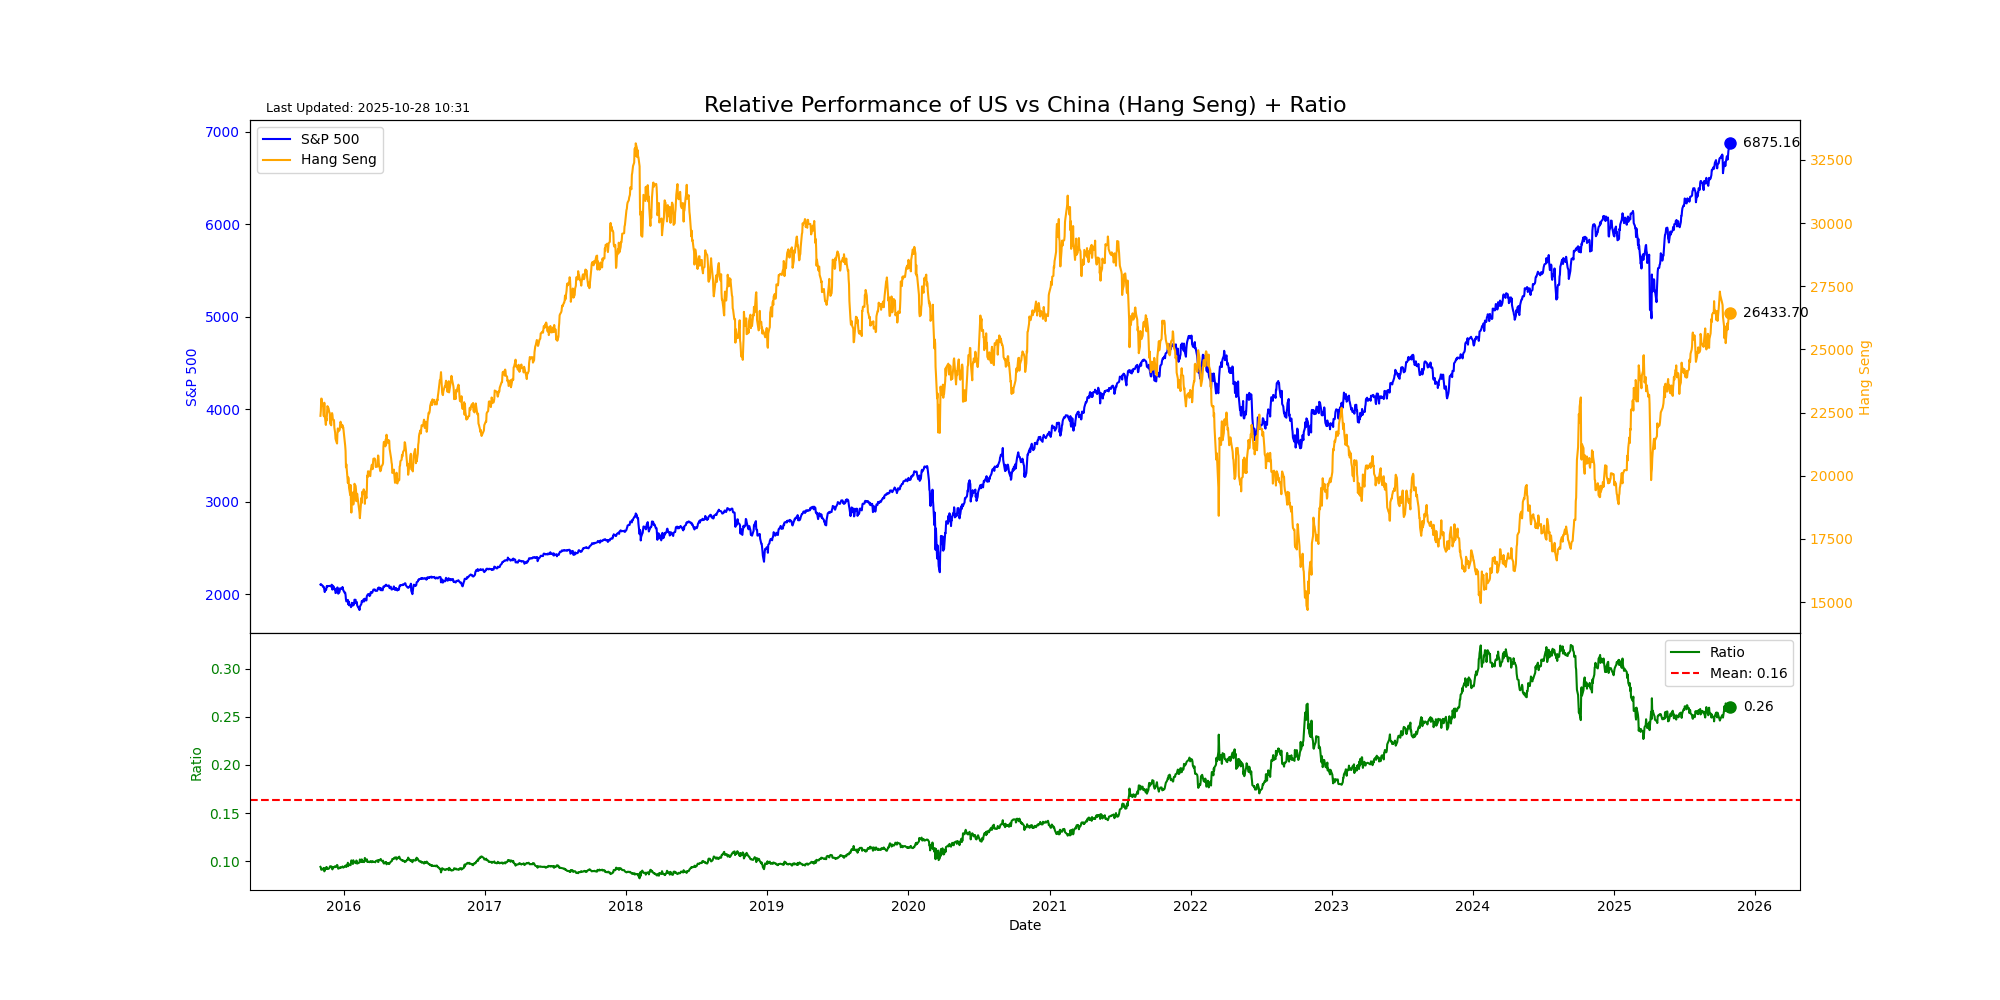 Relative Performance of US vs China (Hang Seng) + Ratio
Last Updated: 2025-10-28 10:31
S&P 500
Hang Seng
7000
6000
5000
4000
3000
2000
S&P 500
32500
30000
27500
25000
22500
20000
17500
15000
Hang Seng
6875.16
26433.70
Ratio
Mean: 0.16
0.30
0.25
0.20
0.15
0.10
Ratio
0.26
2016 2017 2018 2019 2020 2021 2022 2023 2024 2025 2026
Date